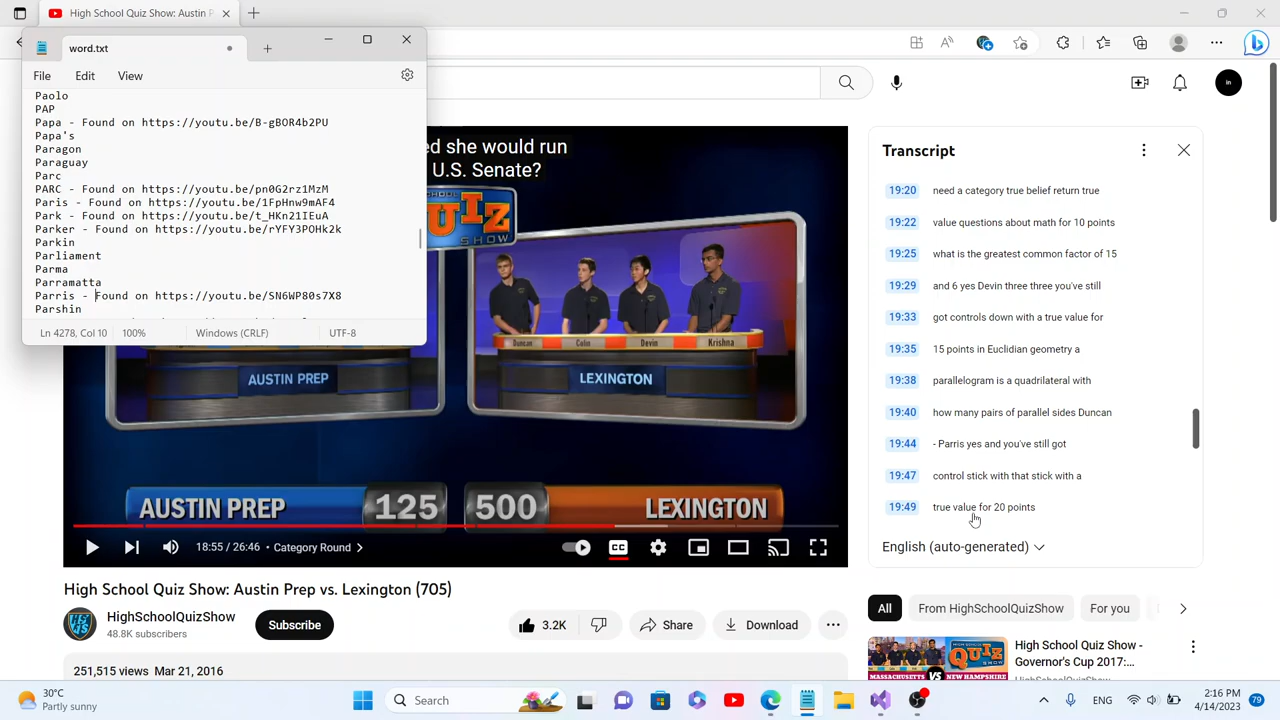 High School Quiz Show: Austin P
word.txt
File Edit View
Paolo
PAP
Papa - Found on https://youtu.be/B-gBOR4b2PU
Papa's
Paragon
Paraguay
Parc
PARC - Found on https://youtu.be/pn0G2rz1MzM
Paris - Found on https://youtu.be/1FpHnw9mAF4
Park - Found on https://youtu.be/t_HKn21IEuA
Parker - Found on https://youtu.be/rYFY3POHk2k
Parkin
Parliament
Parma
Parramatta
Parris - Found on https://youtu.be/SN6WP80s7X8
Parshin
Ln 4278, Col 10 100% Windows (CRLF) UTF-8
in
ed she would run
U.S. Senate?
SCHOOL
QUIZ
SHOW
Duncan Colin Devin Krishna
AUSTIN PREP LEXINGTON
AUSTIN PREP 125 500 LEXINGTON
18:55 / 26:46 • Category Round
CC
High School Quiz Show: Austin Prep vs. Lexington (705)
HighSchoolQuizShow
48.8K subscribers
Subscribe
3.2K
Share
Download
251,515 views Mar 21, 2016
Transcript
19:20 need a category true belief return true
19:22 value questions about math for 10 points
19:25 what is the greatest common factor of 15
19:29 and 6 yes Devin three three you've still
19:33 got controls down with a true value for
19:35 15 points in Euclidian geometry a
19:38 parallelogram is a quadrilateral with
19:40 how many pairs of parallel sides Duncan
19:44 - Parris yes and you've still got
19:47 control stick with that stick with a
19:49 true value for 20 points
English (auto-generated)
All From HighSchoolQuizShow For you
High School Quiz Show -
Governor's Cup 2017:...
HighSchoolQuizShow
MASSACHUSETTS VS NEW HAMPSHIRE
30°C
Partly sunny
Search
ENG
2:16 PM
4/14/2023
79